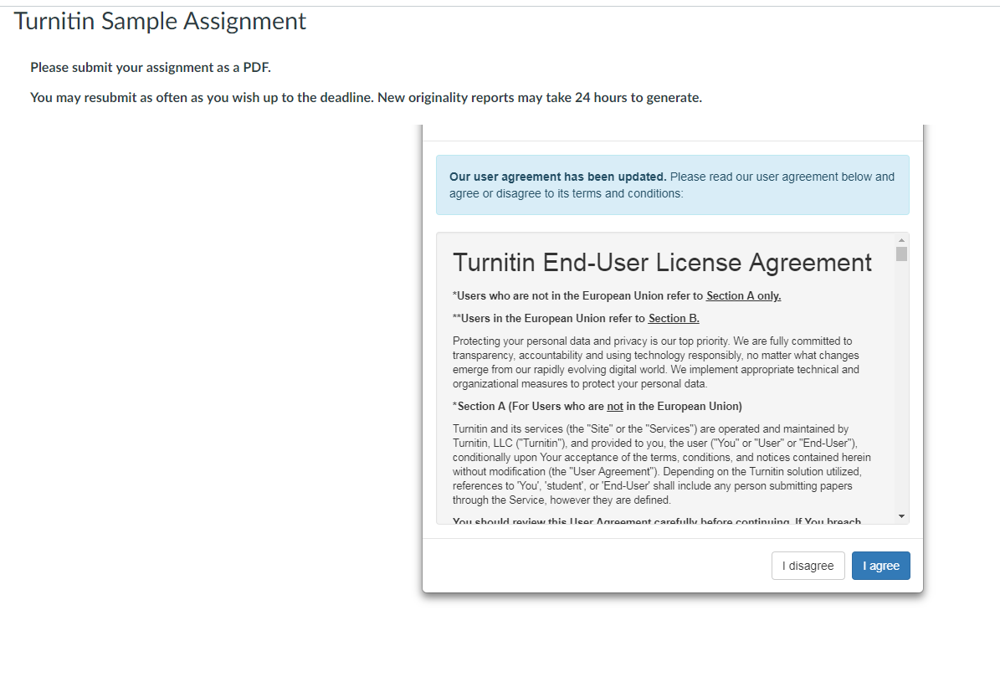 Turnitin Sample Assignment
Please submit your assignment as a PDF.
You may resubmit as often as you wish up to the deadline. New originality reports may take 24 hours to generate.
Our user agreement has been updated. Please read our user agreement below and
agree or disagree to its terms and conditions:
Turnitin End-User License Agreement
*Users who are not in the European Union refer to Section A only.
**Users in the European Union refer to Section B.
Protecting your personal data and privacy is our top priority. We are fully committed to
transparency, accountability and using technology responsibly, no matter what changes
emerge from our rapidly evolving digital world. We implement appropriate technical and
organizational measures to protect your personal data.
*Section A (For Users who are not in the European Union)
Turnitin and its services (the "Site" or the "Services") are operated and maintained by
Turnitin, LLC ("Turnitin"), and provided to you, the user ("You" or "User" or "End-User"),
conditionally upon Your acceptance of the terms, conditions, and notices contained herein
without modification (the "User Agreement"). Depending on the Turnitin solution utilized,
references to 'You', 'student', or 'End-User' shall include any person submitting papers
through the Service, however they are defined.
You should review this User Agreement carefully before continuing. If You breach
I disagree
I agree